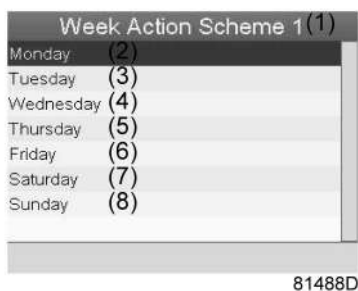 Week Action Scheme 1(1)
Monday (2)
Tuesday (3)
Wednesday (4)
Thursday (5)
Friday (6)
Saturday (7)
Sunday (8)
81488D